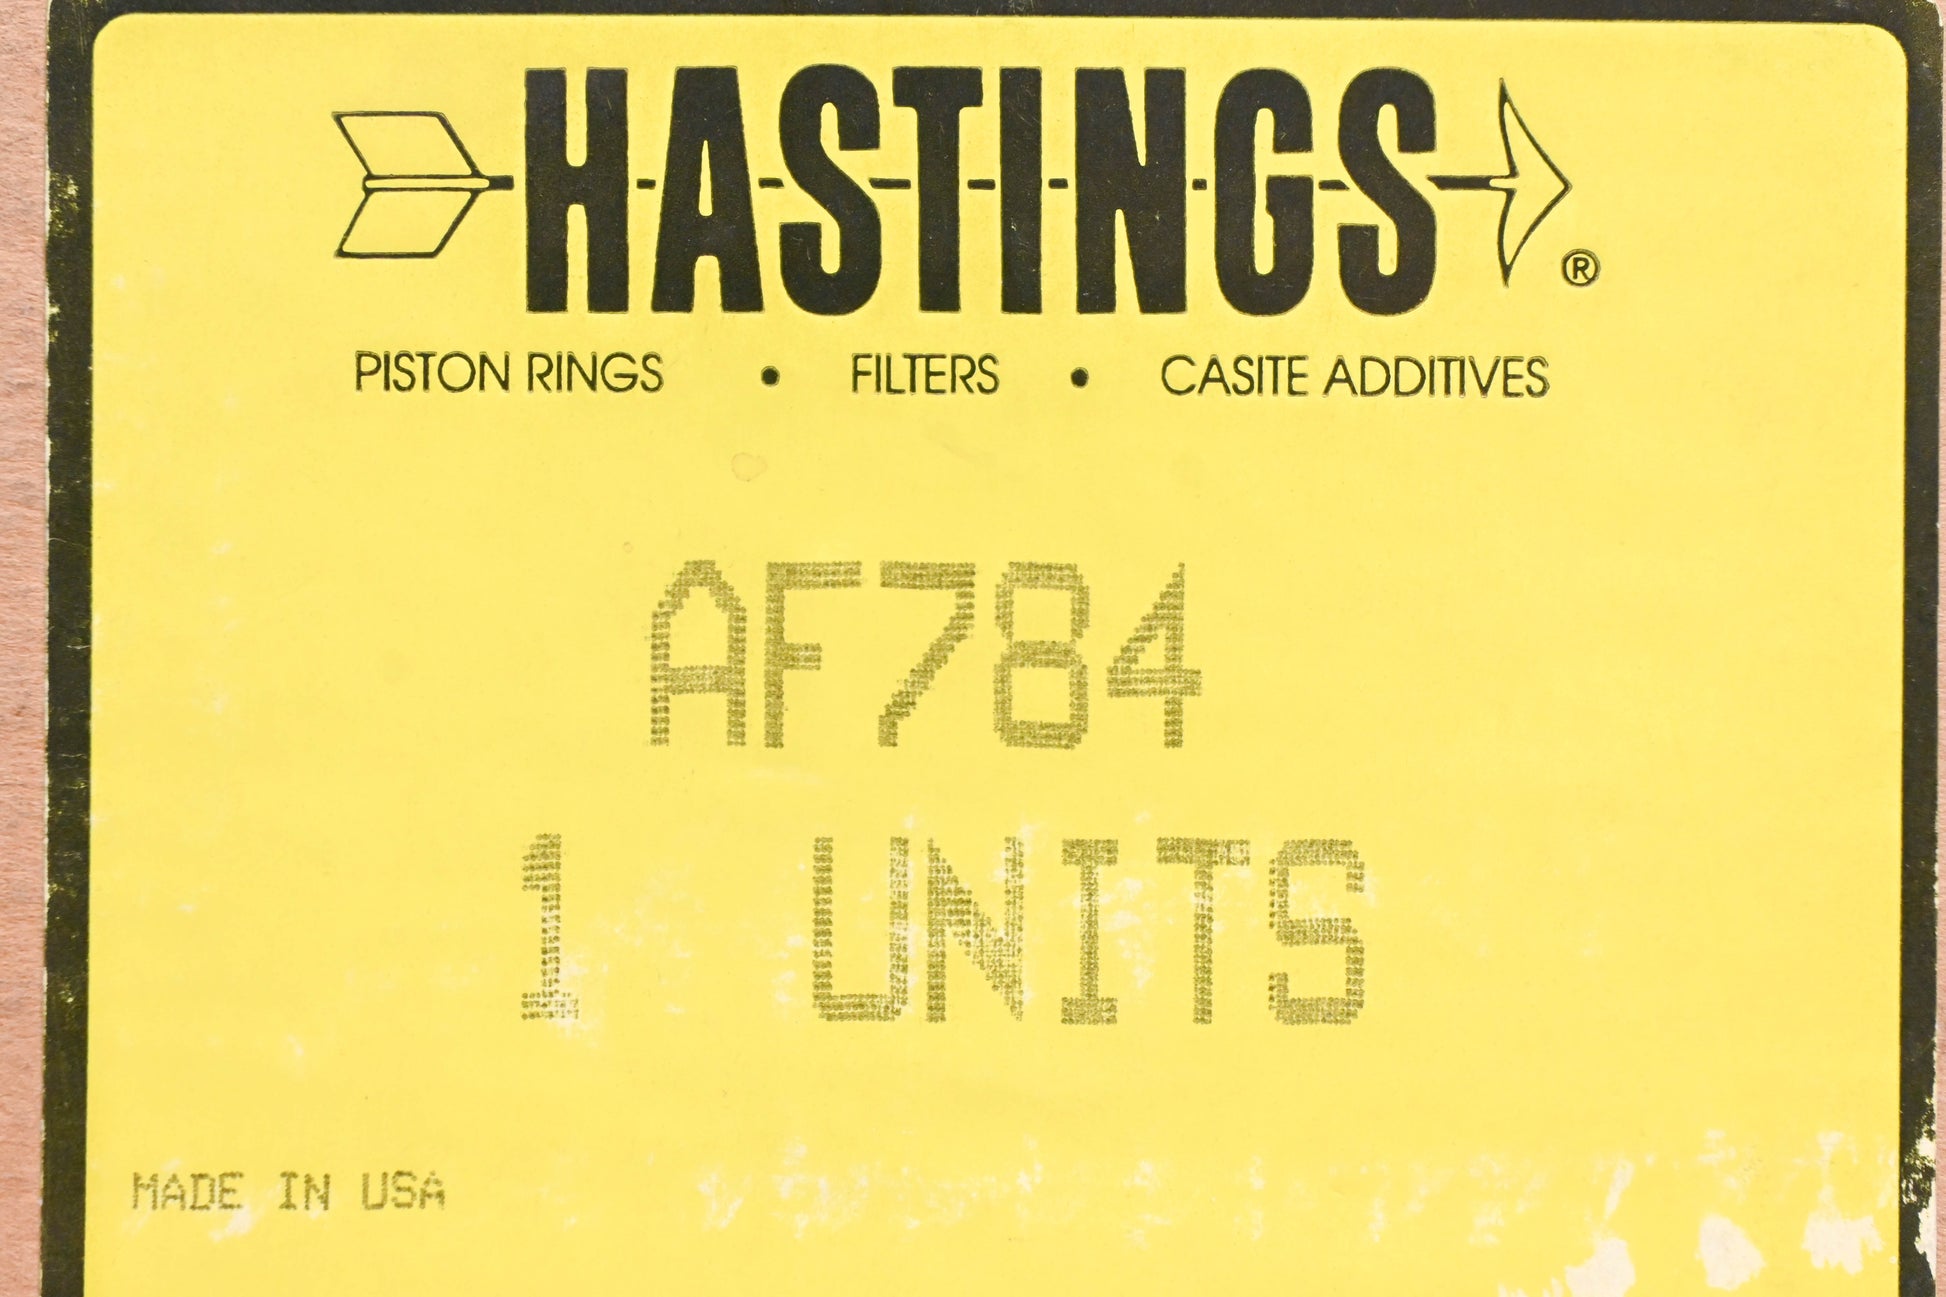 HASTINGS®
PISTON RINGS • FILTERS • CASITE ADDITIVES
AF784
1 UNITS
MADE IN USA